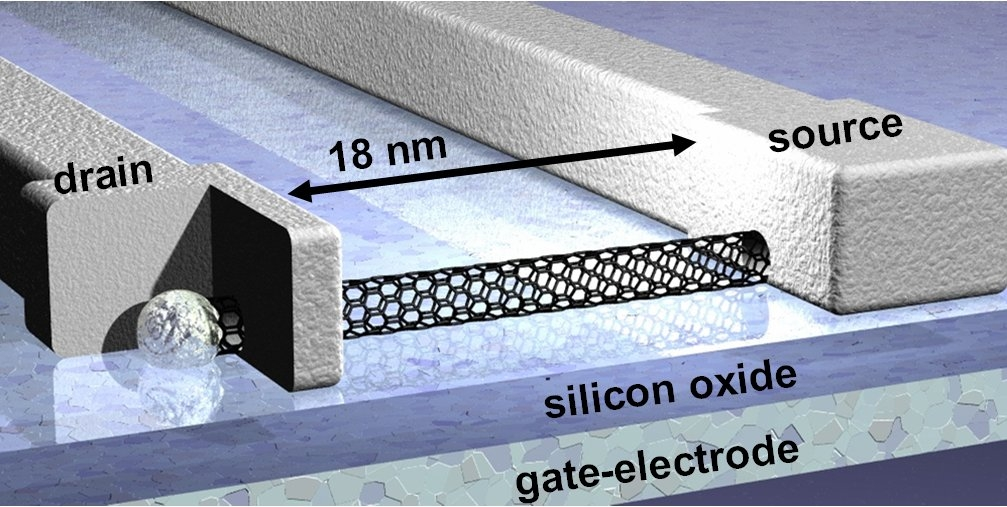 18 nm
source
drain
silicon oxide
gate-electrode